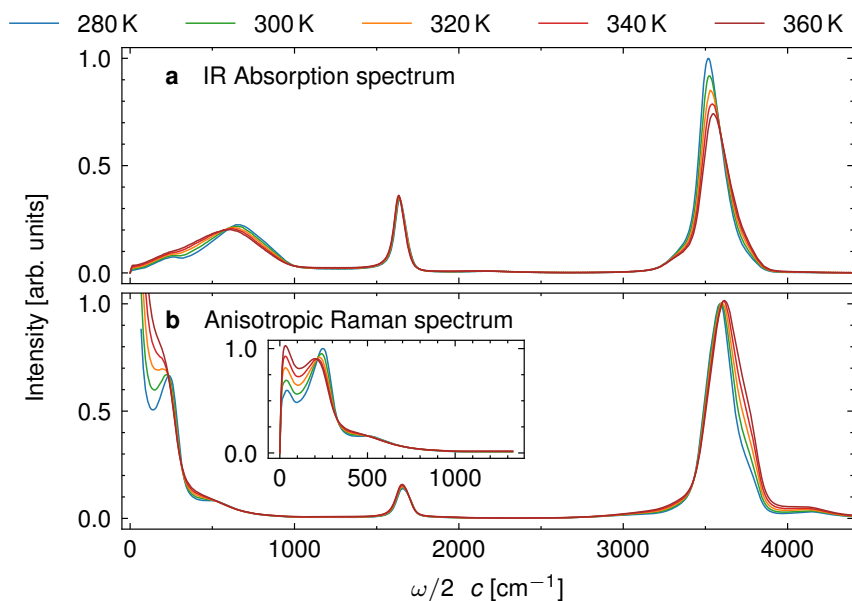 280 K 300 K 320 K 340 K 360 K
a IR Absorption spectrum
1.0
0.5
0.0
Intensity [arb. units]
b Anisotropic Raman spectrum
1.0
0.5
0.0
1.0
0.0
0 500 1000
0 1000 2000 3000 4000
ω/2 c [cm⁻¹]